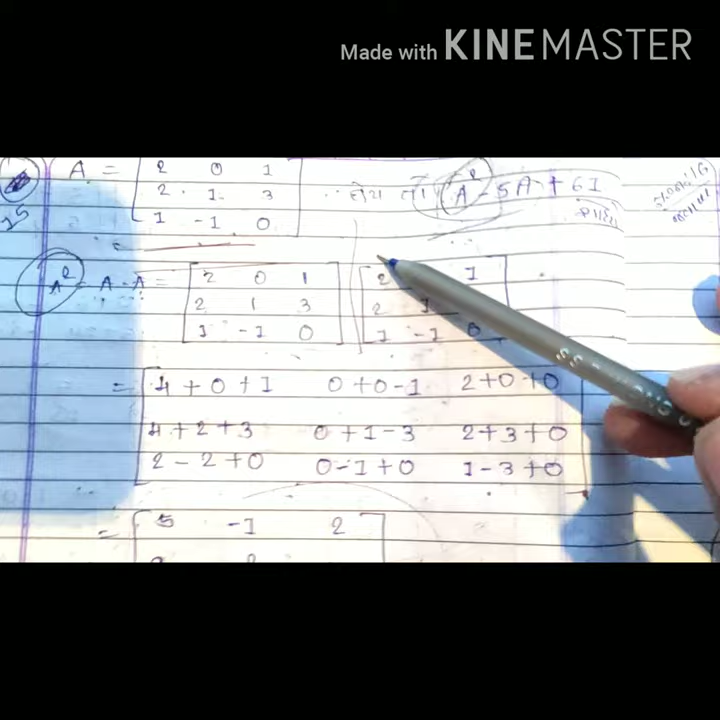 Made with KINEMASTER
A = [ 2 0 1
2 1 3 હોય તો A² - 5A + 6I
1 -1 0 ]
15
A² = A · A = [ 2 0 1 ] [ 2 1 ]
2 1 3 2 1
1 -1 0 1 -1 0
= [ 4+0+1 0+0-1 2+0+0
4+2+3 0+1-3 2+3+0
2-2+0 0-1+0 1-3+0 ]
= [ 5 -1 2 ]